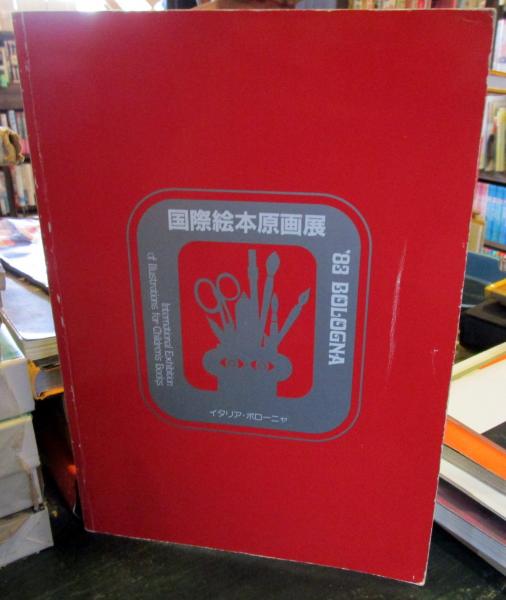 国際絵本原画展
'83 BOLOGNA
International Exhibition
of Illustrations for Children's Books
イタリア・ボローニャ